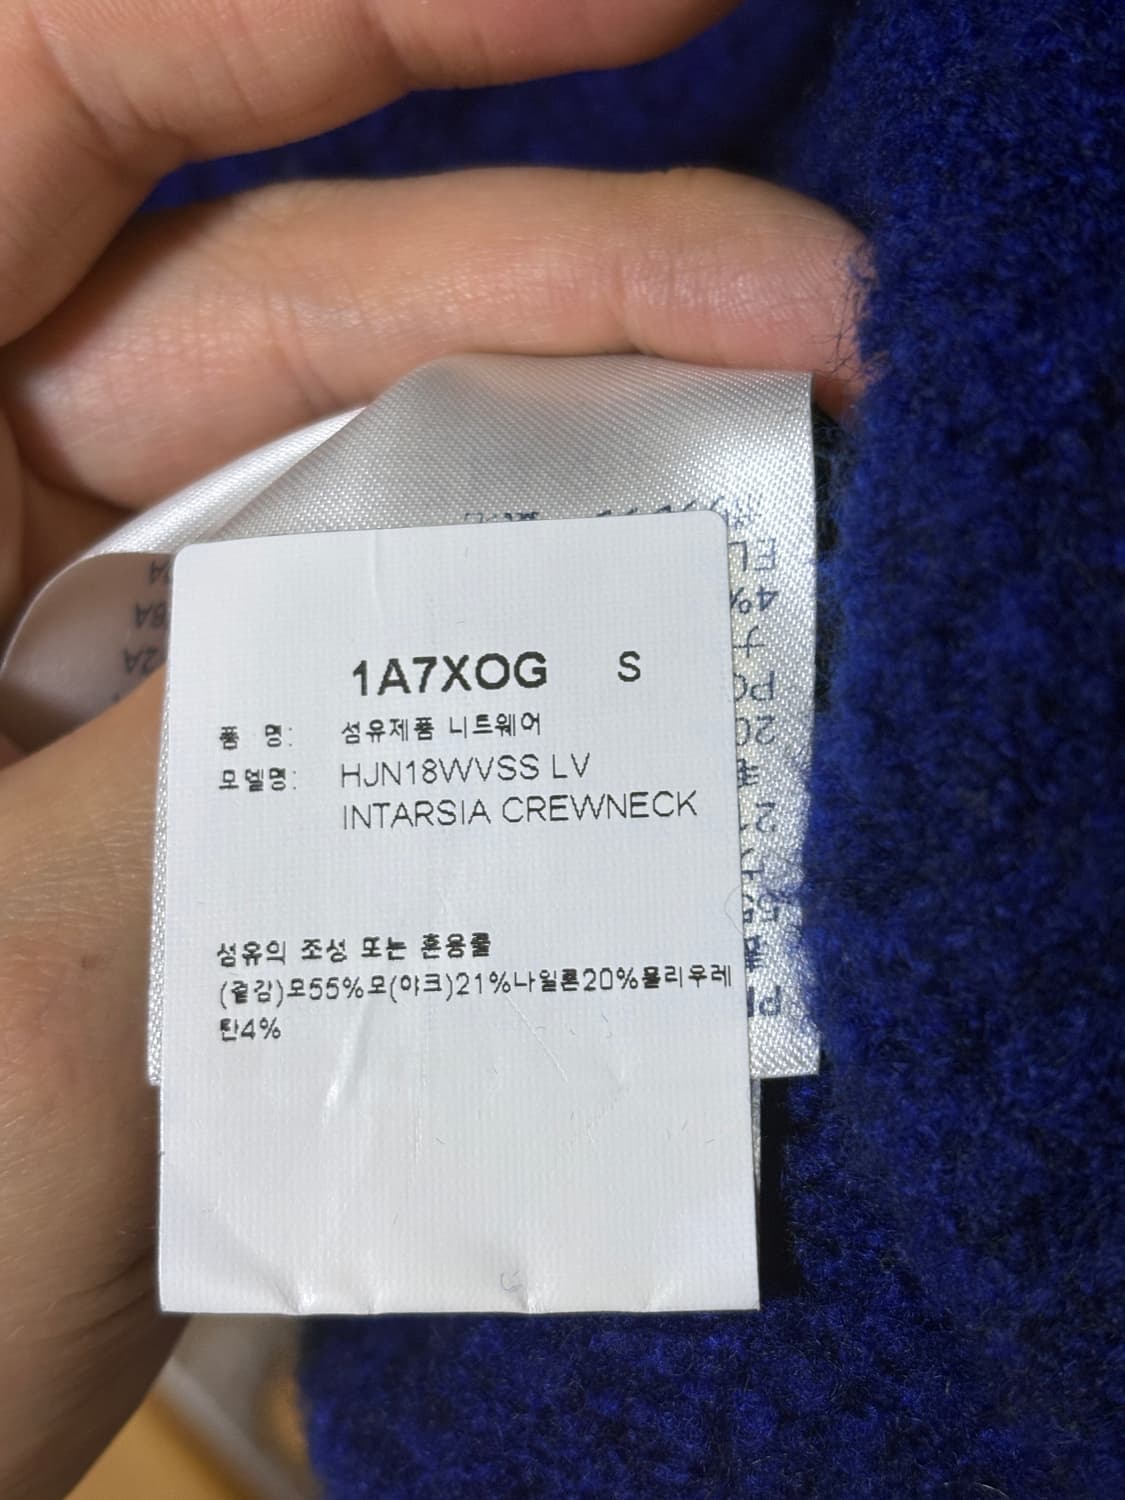 1A7XOG S
품 명: 섬유제품 니트웨어
모델명: HJN18WVSS LV
INTARSIA CREWNECK
섬유의 조성 또는 혼용률
(겉감)모55%모(야크)21%나일론20%폴리우레
탄4%